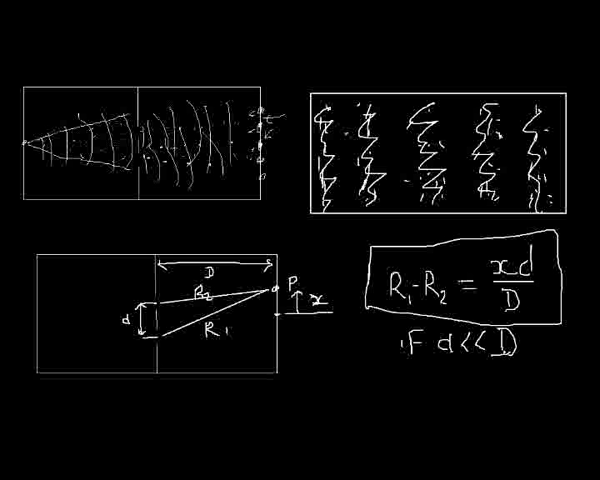 D
P
R2
x
d
R1
R1-R2 = xd/D
IF d<<D